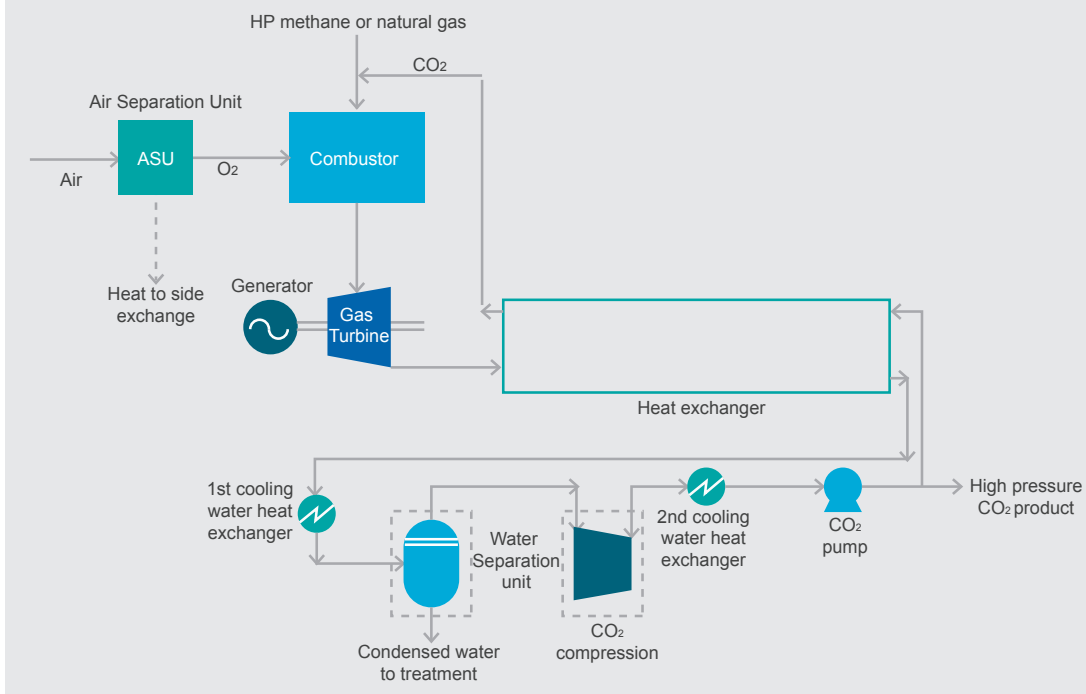 HP methane or natural gas
CO₂
Air Separation Unit
ASU
Combustor
O₂
Air
Heat to side
exchange
Generator
Gas
Turbine
Heat exchanger
1st cooling
water heat
exchanger
Water
Separation
unit
2nd cooling
water heat
exchanger
CO₂
pump
High pressure
CO₂ product
Condensed water
to treatment
CO₂
compression